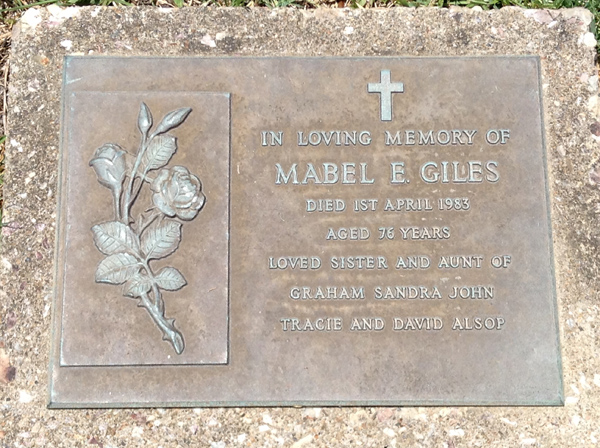 IN LOVING MEMORY OF
MABEL E. GILES
DIED 1ST APRIL 1983
AGED 76 YEARS
LOVED SISTER AND AUNT OF
GRAHAM SANDRA JOHN
TRACIE AND DAVID ALSOP